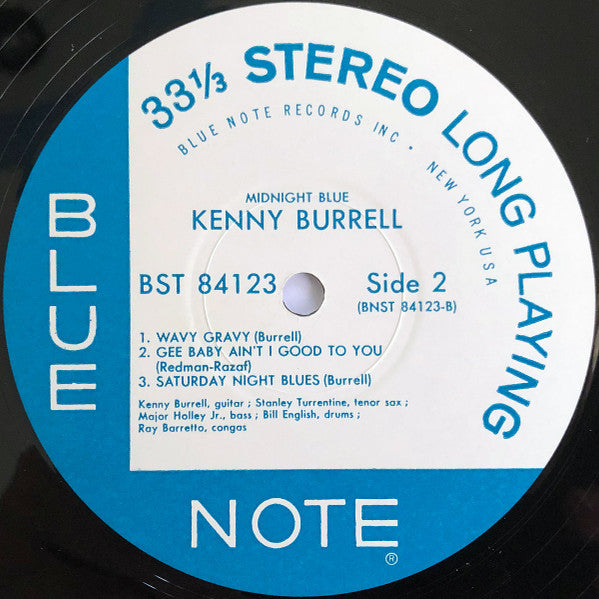 33⅓ STEREO LONG PLAYING
BLUE NOTE RECORDS INC • NEW YORK USA
MIDNIGHT BLUE
KENNY BURRELL
BST 84123 Side 2
(BNST 84123-B)
1. WAVY GRAVY (Burrell)
2. GEE BABY AIN'T I GOOD TO YOU
(Redman-Razaf)
3. SATURDAY NIGHT BLUES (Burrell)
Kenny Burrell, guitar ; Stanley Turrentine, tenor sax ;
Major Holley Jr., bass ; Bill English, drums ;
Ray Barretto, congas
BLUE
NOTE
®